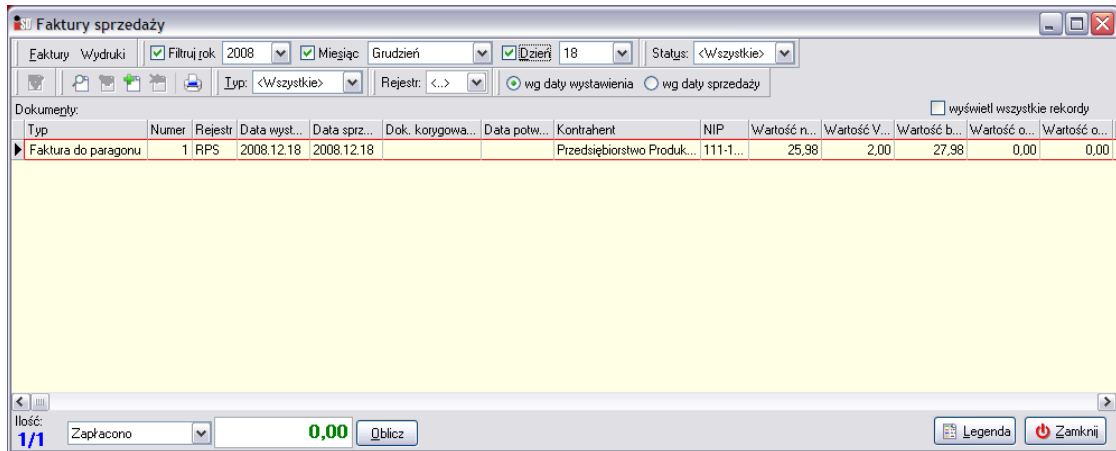 iSU Faktury sprzedaży
Faktury Wydruki Filtruj rok 2008 Miesiąc Grudzień Dzień 18 Status: <Wszystkie>
Typ: <Wszystkie> Rejestr: <..> wg daty wystawienia wg daty sprzedaży
Dokumenty: wyświetl wszystkie rekordy
Typ Numer Rejestr Data wyst... Data sprz... Dok. korygowa... Data potw... Kontrahent NIP Wartość n... Wartość V... Wartość b... Wartość o... Wartość o...
Faktura do paragonu 1 RPS 2008.12.18 2008.12.18 Przedsiębiorstwo Produk... 111-1... 25,98 2,00 27,98 0,00 0,00
Ilość:
1/1 Zapłacono 0,00 Oblicz Legenda Zamknij